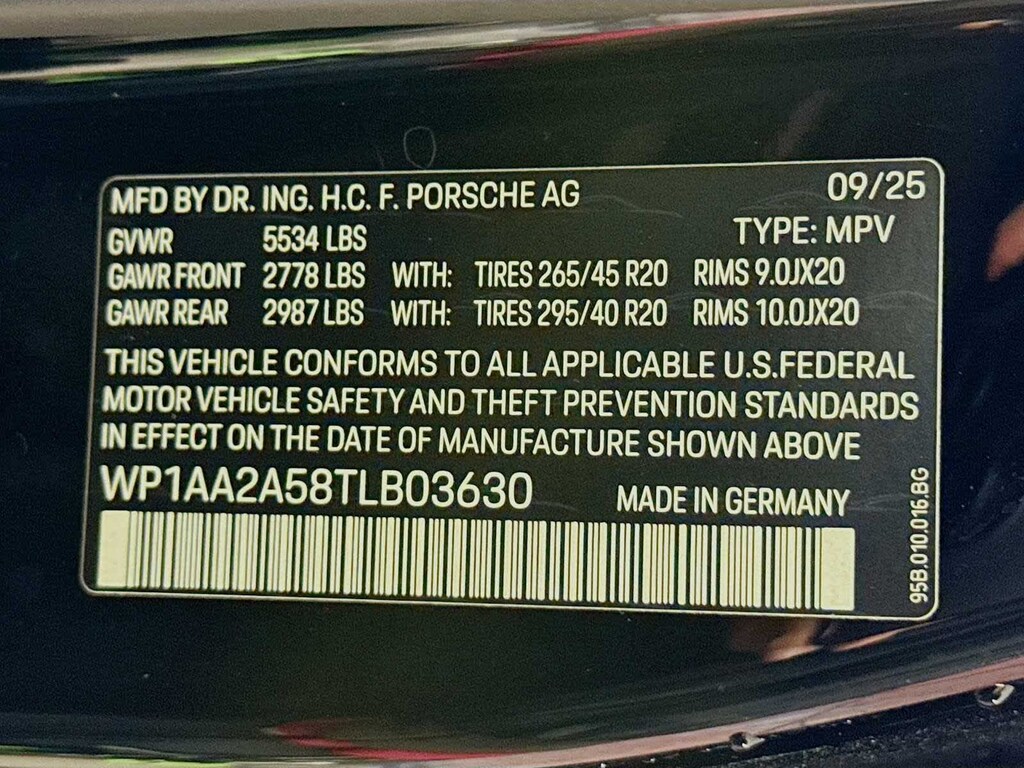 MFD BY DR. ING. H.C. F. PORSCHE AG 09/25
GVWR 5534 LBS TYPE: MPV
GAWR FRONT 2778 LBS WITH: TIRES 265/45 R20 RIMS 9.0JX20
GAWR REAR 2987 LBS WITH: TIRES 295/40 R20 RIMS 10.0JX20
THIS VEHICLE CONFORMS TO ALL APPLICABLE U.S.FEDERAL
MOTOR VEHICLE SAFETY AND THEFT PREVENTION STANDARDS
IN EFFECT ON THE DATE OF MANUFACTURE SHOWN ABOVE
WP1AA2A58TLB03630 MADE IN GERMANY
95B.010.016.BG